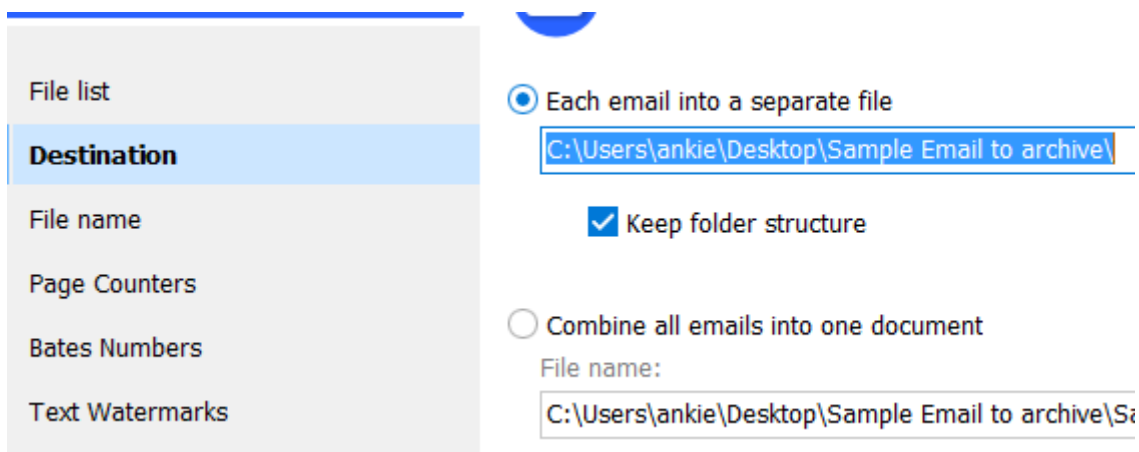 File list
Destination
File name
Page Counters
Bates Numbers
Text Watermarks
Each email into a separate file
C:\Users\ankie\Desktop\Sample Email to archive\
Keep folder structure
Combine all emails into one document
File name:
C:\Users\ankie\Desktop\Sample Email to archive\Sa